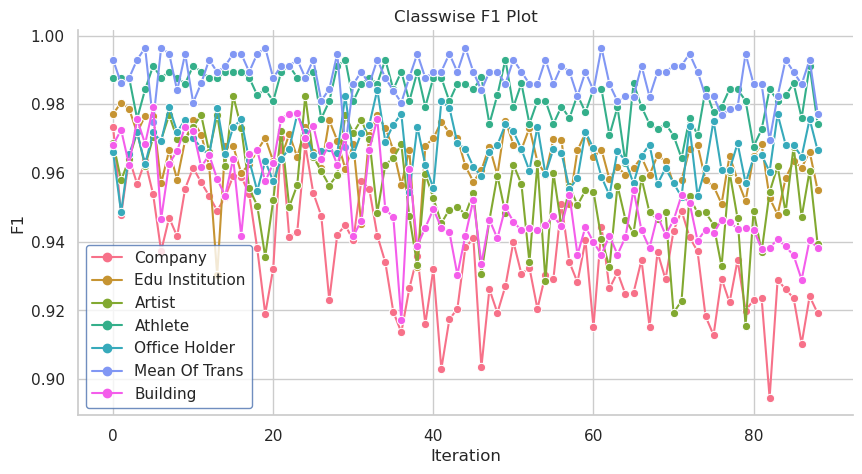 Classwise F1 Plot
1.00
0.98
0.96
0.94
0.92
0.90
F1
Company
Edu Institution
Artist
Athlete
Office Holder
Mean Of Trans
Building
0
20
40
60
80
Iteration